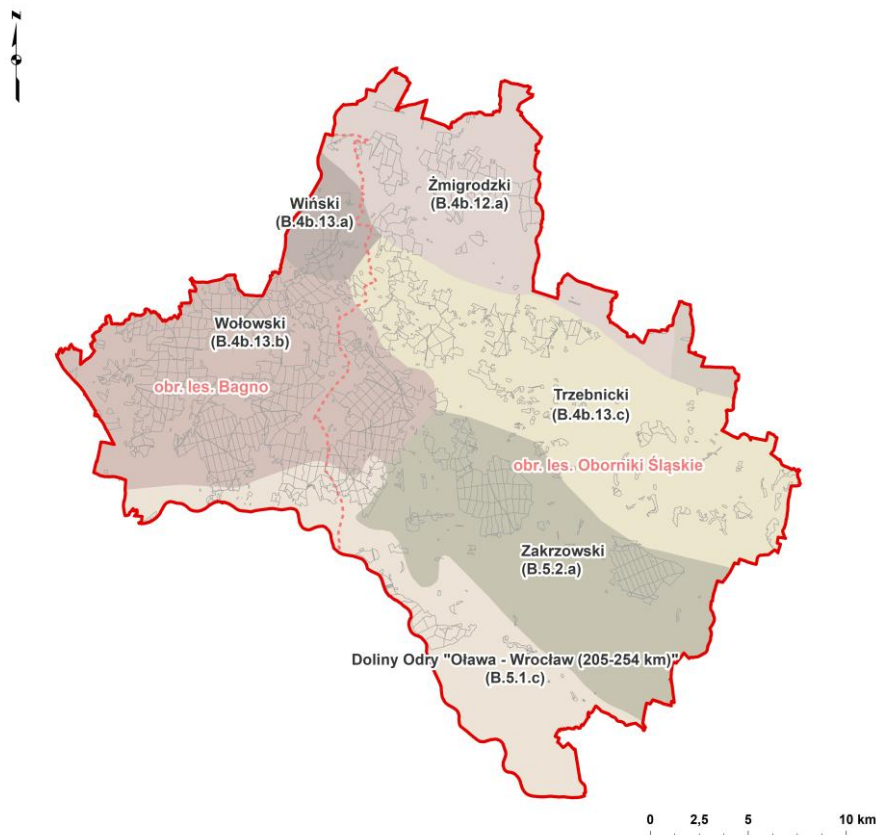 z
Żmigrodzki
(B.4b.12.a)
Wiński
(B.4b.13.a)
Wołowski
(B.4b.13.b)
obr. les. Bagno
Trzebnicki
(B.4b.13.c)
obr. les. Oborniki Śląskie
Zakrzowski
(B.5.2.a)
Doliny Odry "Oława - Wrocław (205-254 km)"
(B.5.1.c)
0 2,5 5 10 km